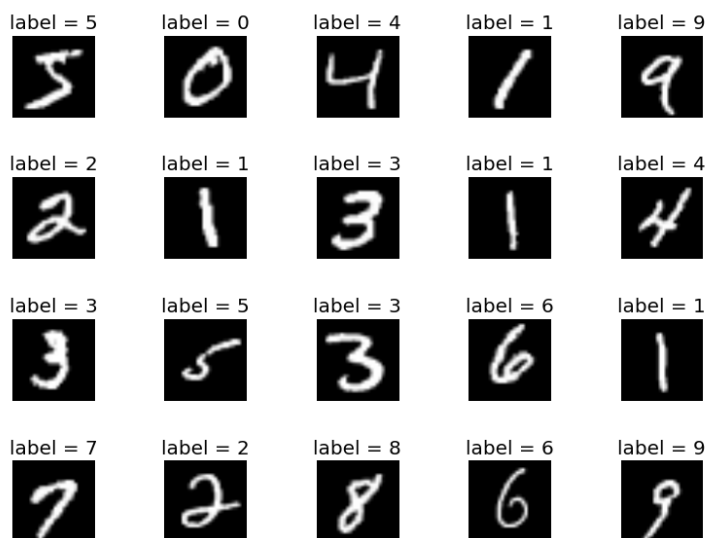 label = 5 label = 0 label = 4 label = 1 label = 9
5 0 4 1 9
label = 2 label = 1 label = 3 label = 1 label = 4
2 1 3 1 4
label = 3 label = 5 label = 3 label = 6 label = 1
3 5 3 6 1
label = 7 label = 2 label = 8 label = 6 label = 9
7 2 8 6 9